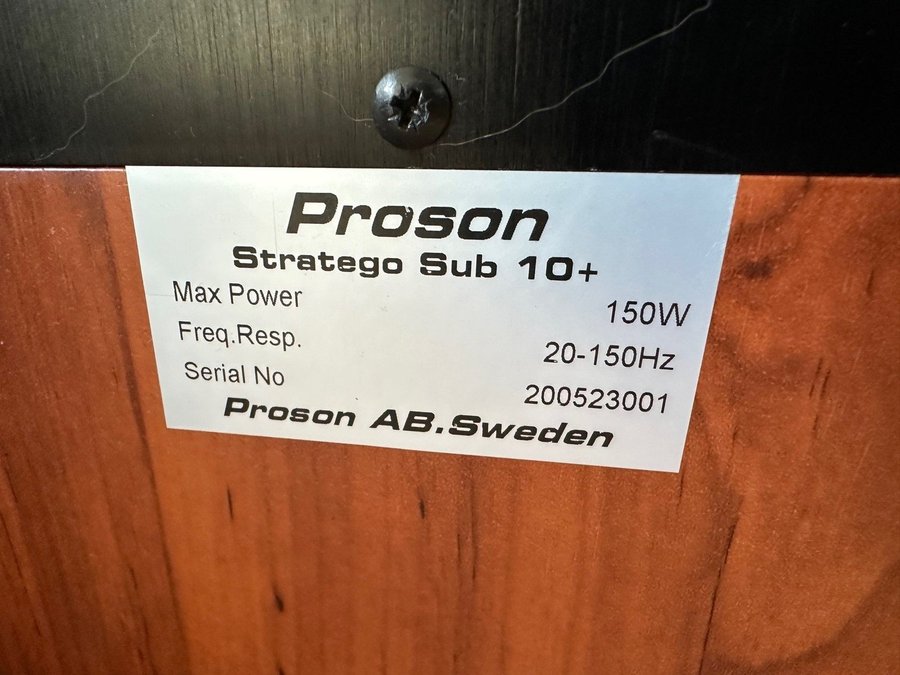 Proson
Stratego Sub 10+
Max Power 150W
Freq.Resp. 20-150Hz
Serial No 200523001
Proson AB.Sweden